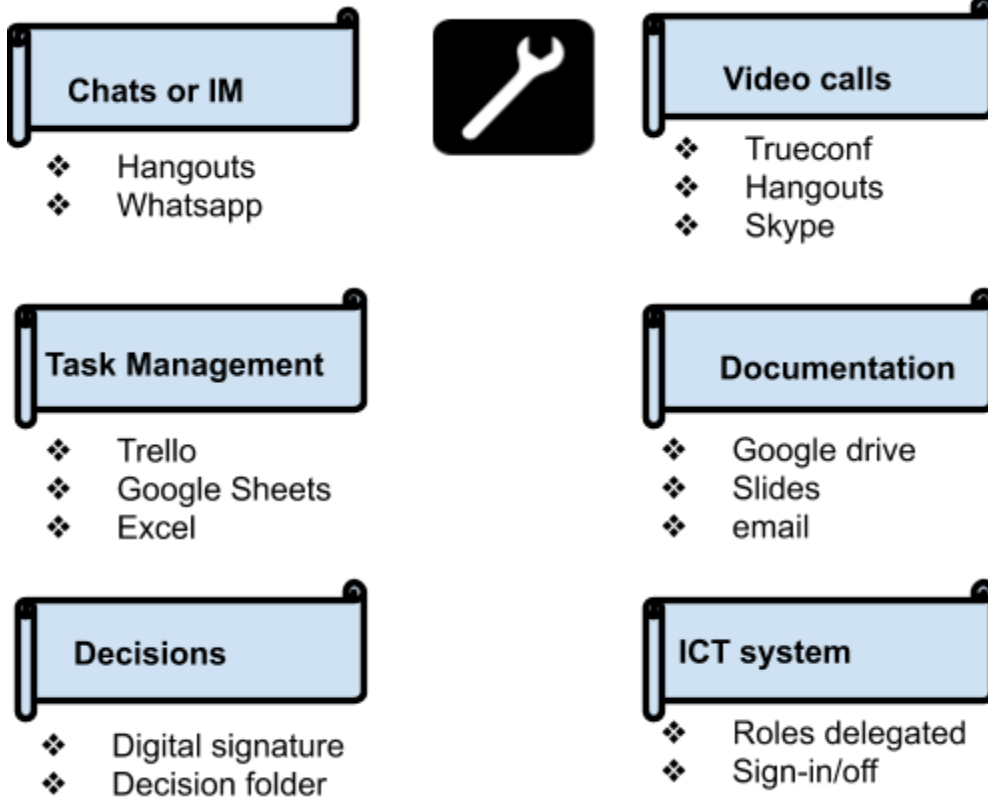 Chats or IM
❖ Hangouts
❖ Whatsapp
Video calls
❖ Trueconf
❖ Hangouts
❖ Skype
Task Management
❖ Trello
❖ Google Sheets
❖ Excel
Documentation
❖ Google drive
❖ Slides
❖ email
Decisions
❖ Digital signature
❖ Decision folder
ICT system
❖ Roles delegated
❖ Sign-in/off